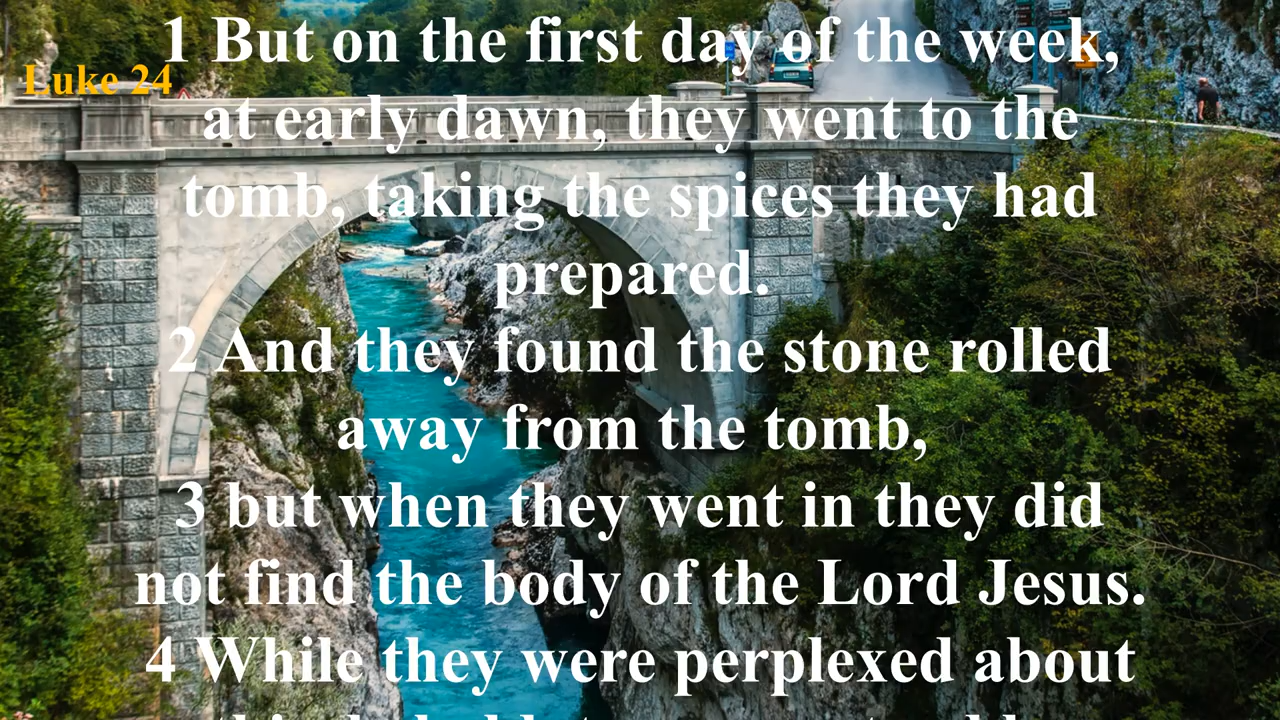 Luke 24
1 But on the first day of the week,
at early dawn, they went to the
tomb, taking the spices they had
prepared.
2 And they found the stone rolled
away from the tomb,
3 but when they went in they did
not find the body of the Lord Jesus.
4 While they were perplexed about